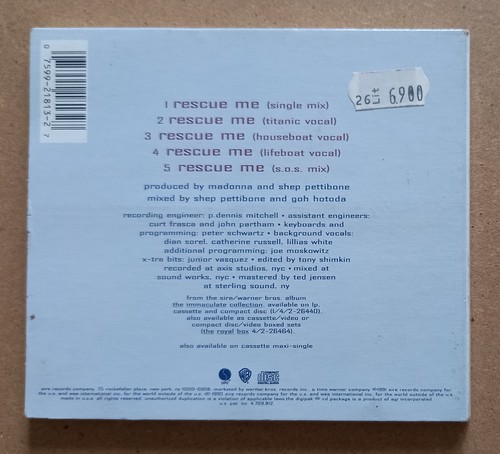 0 7599-21813-2 7
26 Lit 6.900
1 rescue me (single mix)
2 rescue me (titanic vocal)
3 rescue me (houseboat vocal)
4 rescue me (lifeboat vocal)
5 rescue me (s.o.s. mix)
produced by madonna and shep pettibone
mixed by shep pettibone and goh hotoda
recording engineer: p.dennis mitchell • assistant engineers:
curt frasca and john partham • keyboards and
programming: peter schwartz • background vocals:
dian sorel, catherine russell, lillias white
additional programming: joe moskowitz
x-tra bits: junior vasquez • edited by tony shimkin
recorded at axis studios, nyc • mixed at
sound works, nyc • mastered by ted jensen
at sterling sound, ny
from the sire/warner bros. album
the immaculate collection, available on lp,
cassette and compact disc (1/4/2-26440).
also available as cassette/video or
compact disc/video boxed sets
(the royal box 4/2-26464).
also available on cassette maxi-single